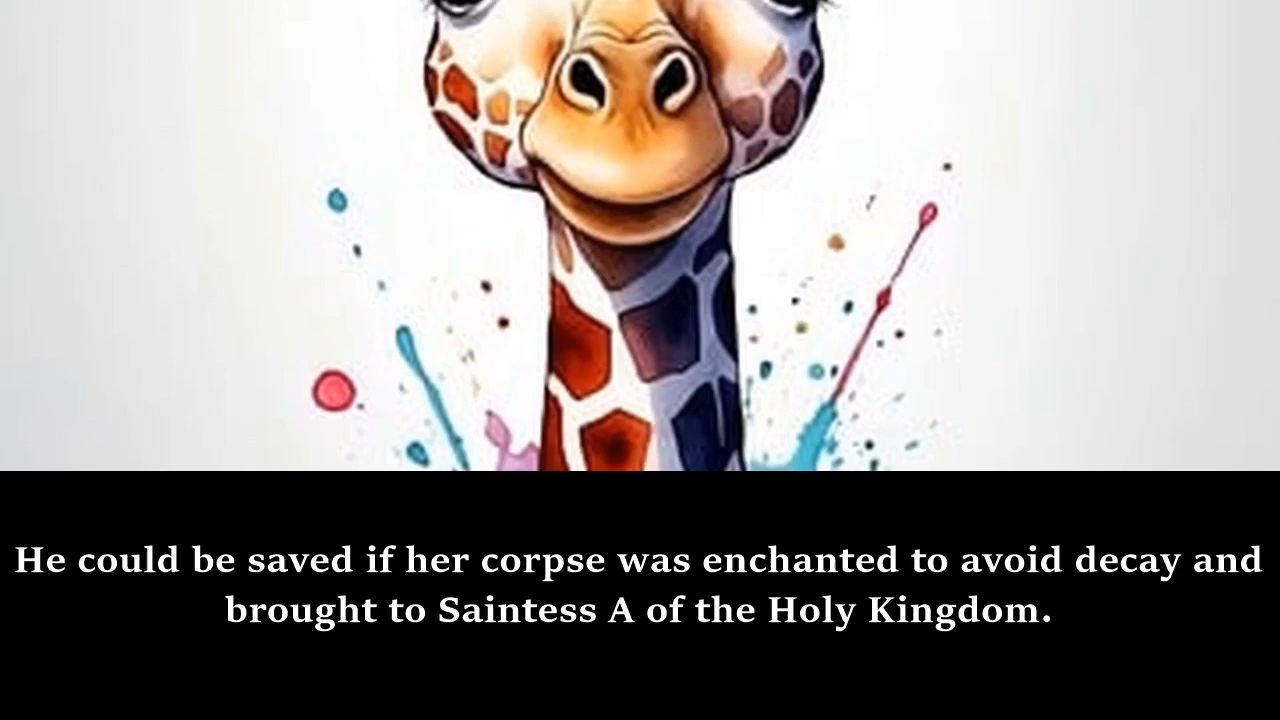 He could be saved if her corpse was enchanted to avoid decay and
brought to Saintess A of the Holy Kingdom.